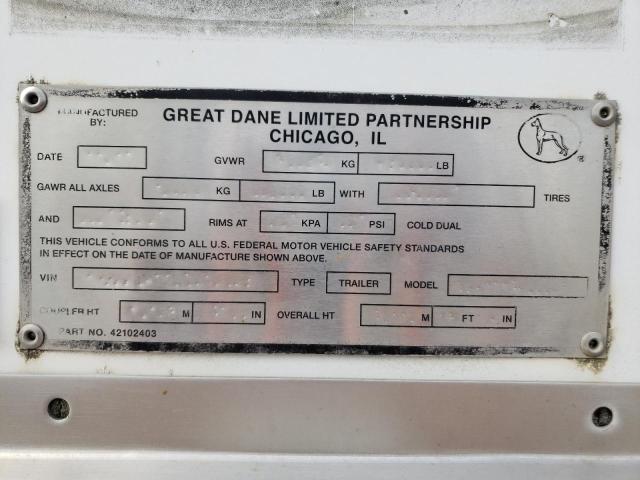 MANUFACTURED BY:
GREAT DANE LIMITED PARTNERSHIP
CHICAGO, IL
DATE GVWR KG LB
GAWR ALL AXLES KG LB WITH TIRES
AND RIMS AT KPA PSI COLD DUAL
THIS VEHICLE CONFORMS TO ALL U.S. FEDERAL MOTOR VEHICLE SAFETY STANDARDS
IN EFFECT ON THE DATE OF MANUFACTURE SHOWN ABOVE.
VIN TYPE TRAILER MODEL
COUPLER HT M IN OVERALL HT M FT IN
PART NO. 42102403